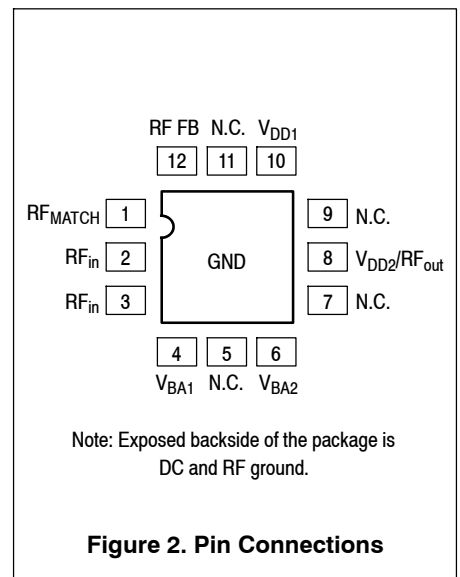 RF FB N.C. VDD1
12 11 10
RFMATCH 1 9 N.C.
RFin 2 GND 8 VDD2/RFout
RFin 3 7 N.C.
4 5 6
VBA1 N.C. VBA2
Note: Exposed backside of the package is
DC and RF ground.
Figure 2. Pin Connections